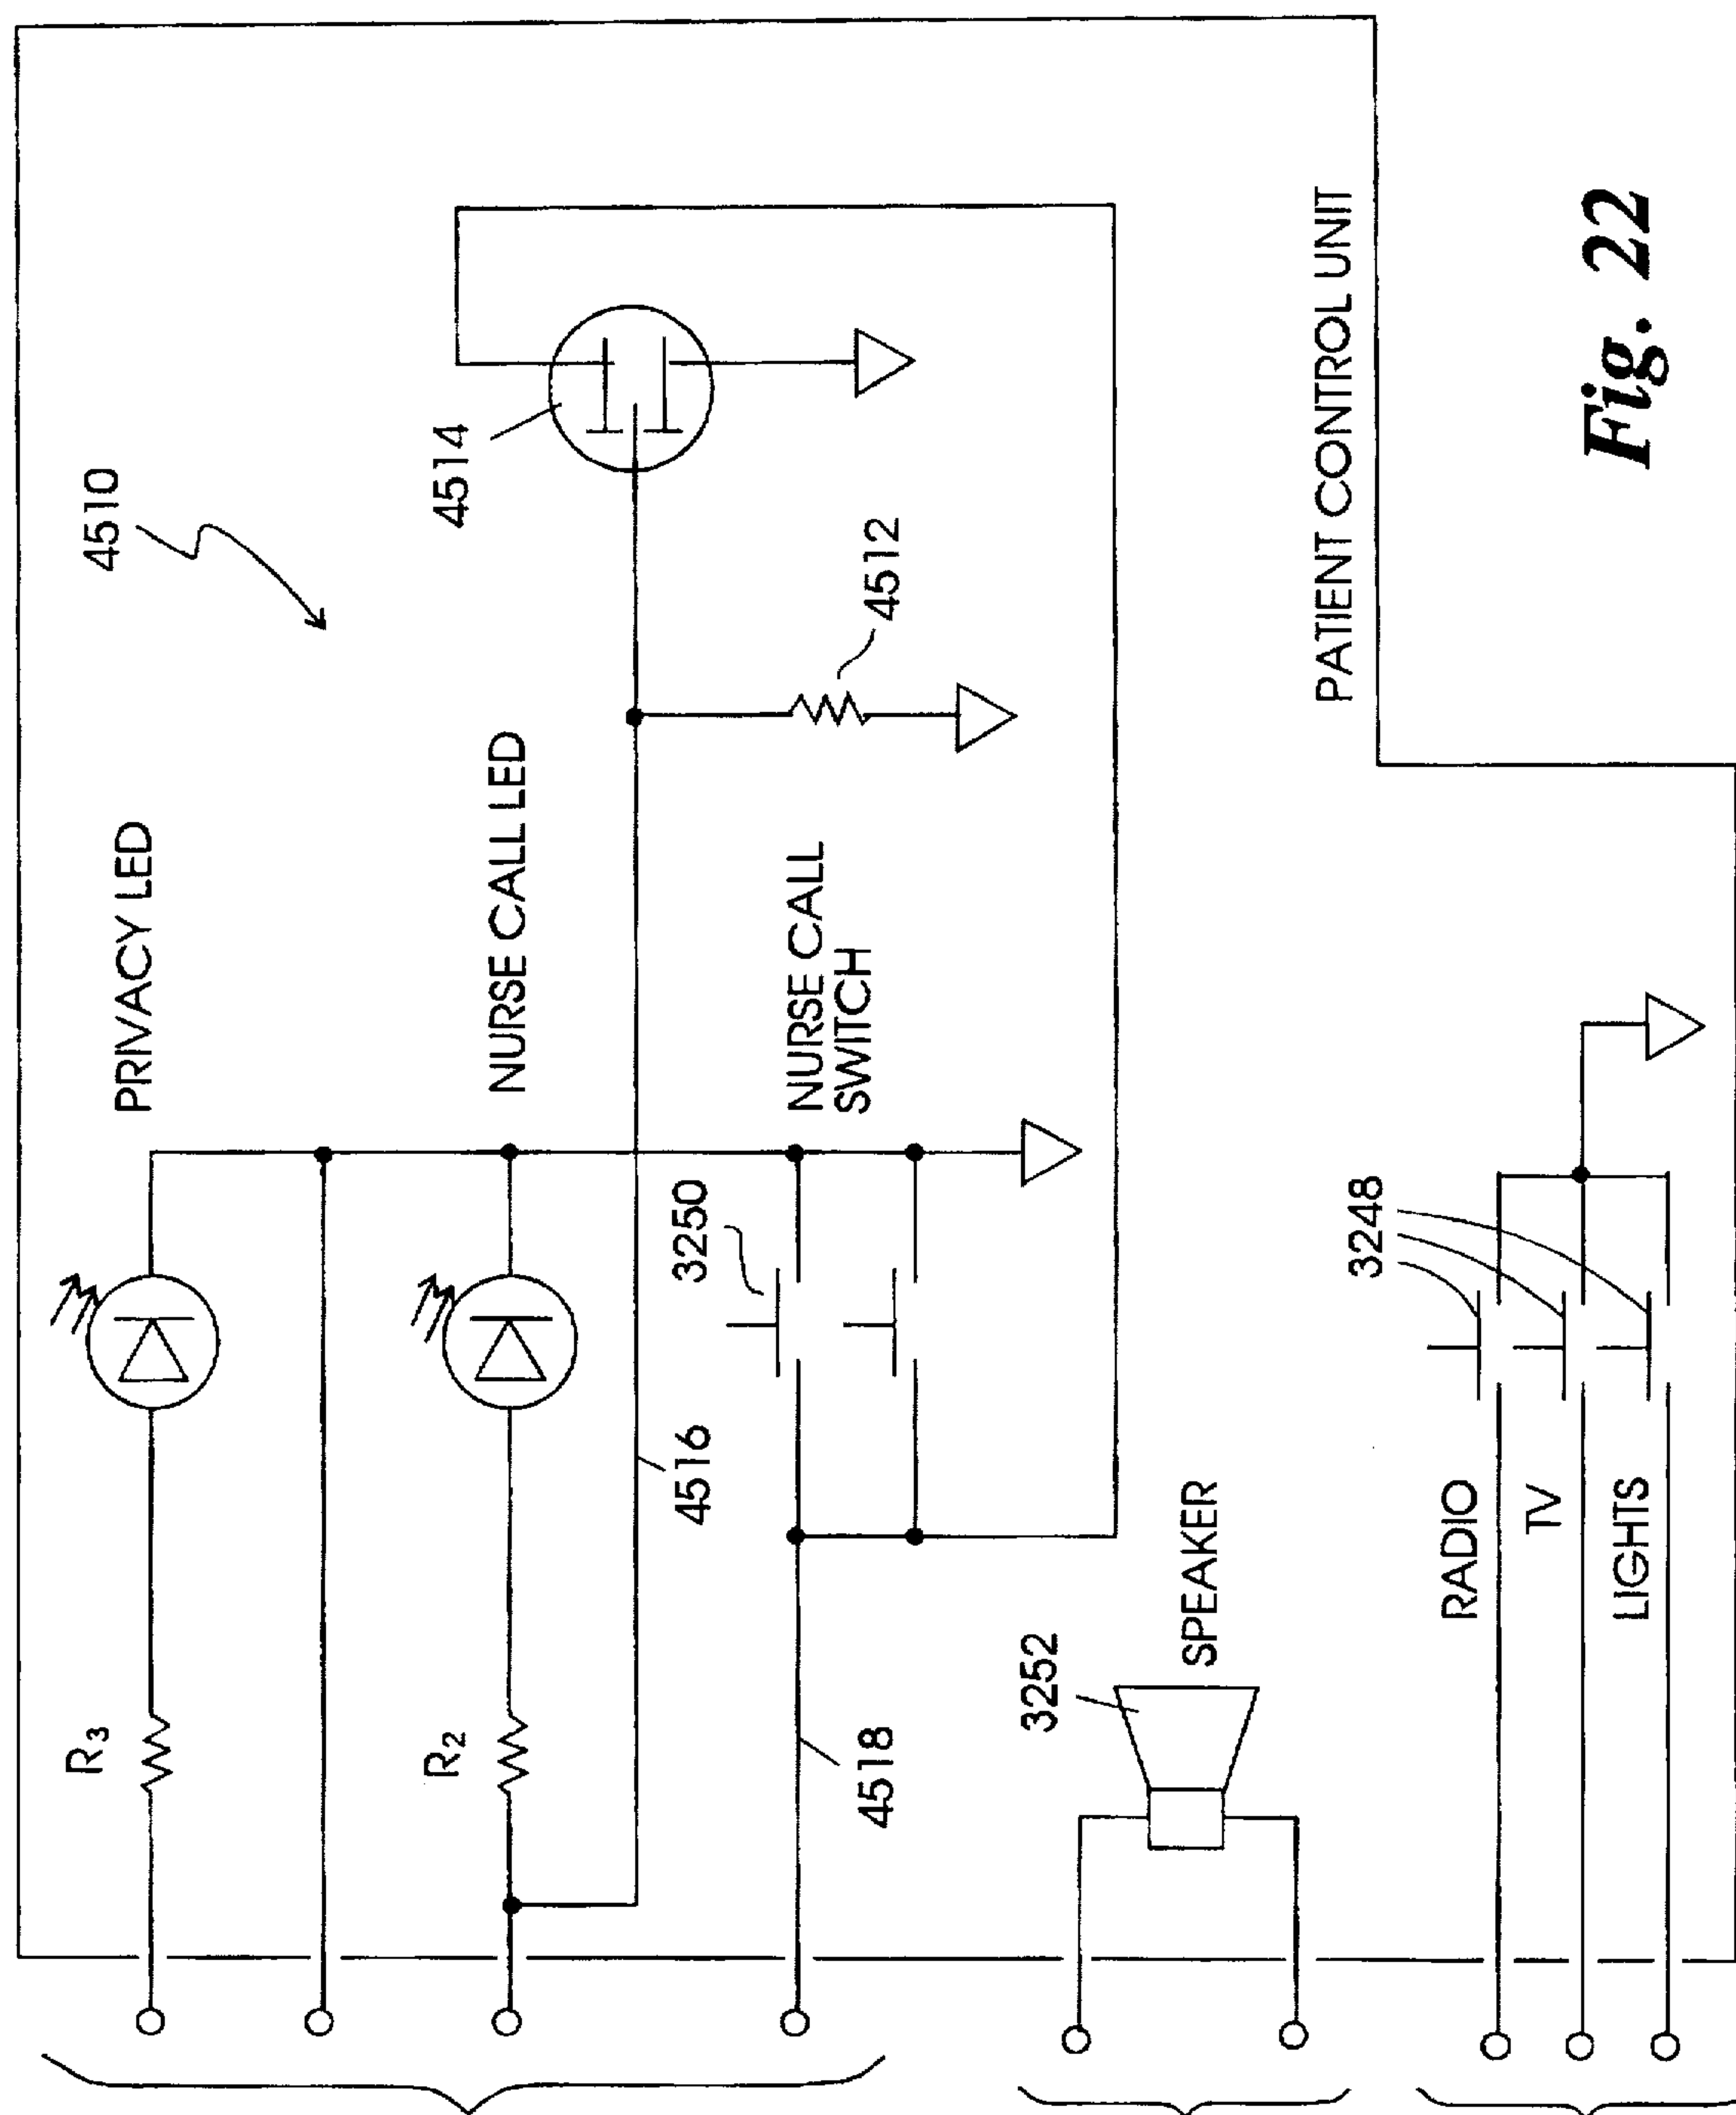 4510
PRIVACY LED
R3
NURSE CALL LED
R2
4514
4512
4516
NURSE CALL
SWITCH
3250
4518
3252
SPEAKER
3248
RADIO
TV
LIGHTS
PATIENT CONTROL UNIT
Fig. 22